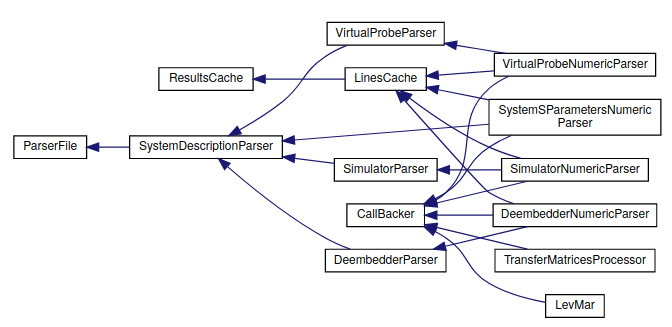 VirtualProbeParser
VirtualProbeNumericParser
ResultsCache
LinesCache
SystemSParametersNumeric
Parser
ParserFile
SystemDescriptionParser
SimulatorParser
SimulatorNumericParser
CallBacker
DeembedderNumericParser
DeembedderParser
TransferMatricesProcessor
LevMar